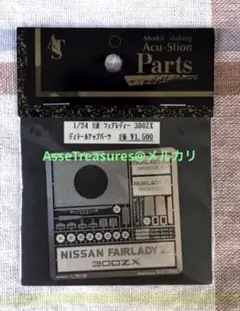 AS
Model Making
Acu-Stion
Parts
1/24 日産 フェアレディー 300ZX
ディテールアップパーツ 定価 ¥1,500
AsseTreasures@メルカリ
NISSAN FAIRLADY Z
300ZX